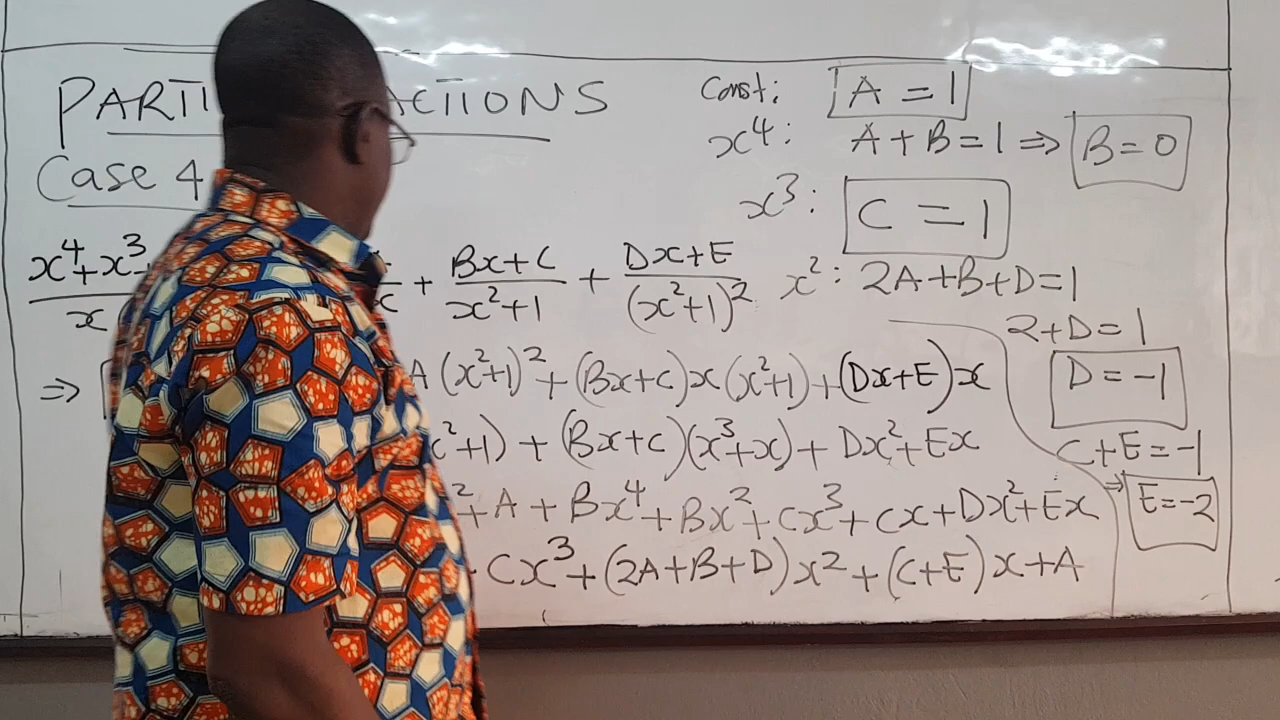 PARTI ACTIONS
Case 4
x⁴+x³ + Bx+C/x²+1 + Dx+E/(x²+1)²
x
⇒ A(x²+1)² + (Bx+C)x(x²+1) + (Dx+E)x
x²+1) + (Bx+C)(x³+x) + Dx²+Ex
²+A + Bx⁴+Bx²+Cx³+Cx+Dx²+Ex
Cx³+(2A+B+D)x²+(C+E)x+A
Const: A=1
x⁴: A+B=1 ⇒ B=0
x³: C=1
x²: 2A+B+D=1
2+D=1
D=-1
C+E=-1
⇒ E=-2